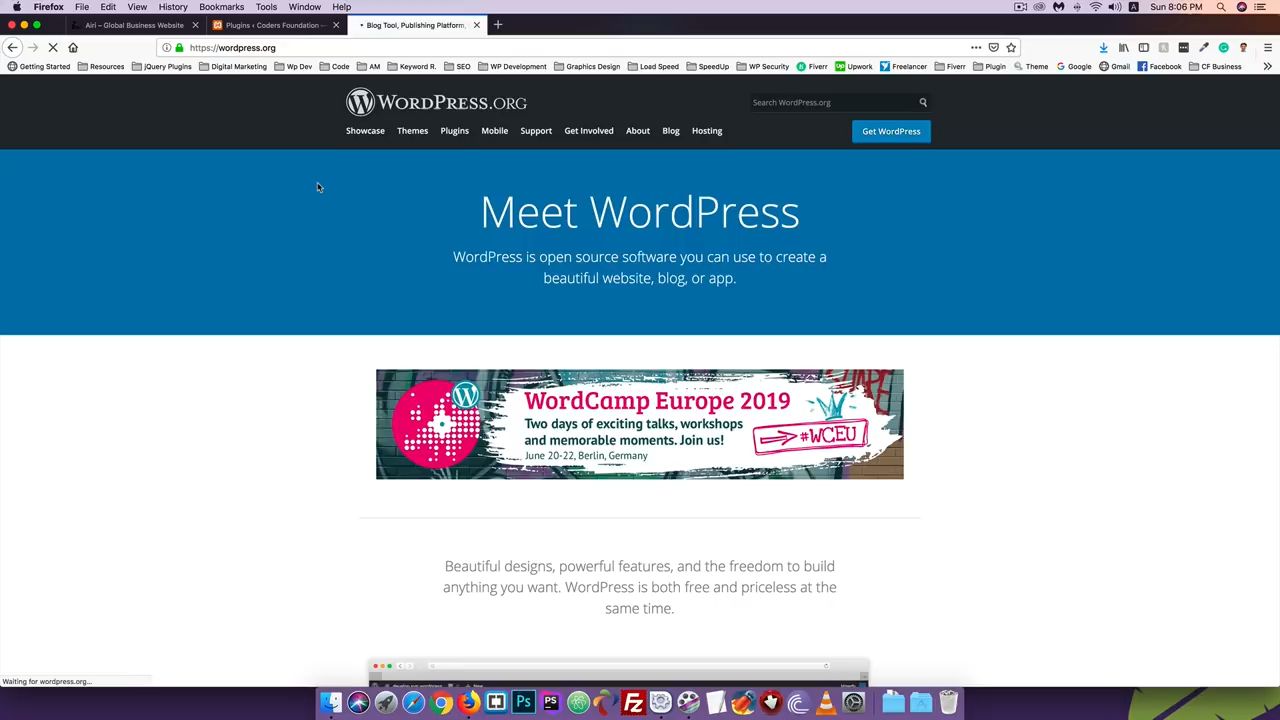 Firefox File Edit View History Bookmarks Tools Window Help
Sun 8:06 PM
Airi – Global Business Website
Plugins ‹ Coders Foundation —
Blog Tool, Publishing Platform,
https://wordpress.org
Getting Started Resources jQuery Plugins Digital Marketing Wp Dev Code AM Keyword R. SEO WP Development Graphics Design Load Speed SpeedUp WP Security Fiverr Upwork Freelancer Fiverr Plugin Theme Google Gmail Facebook CF Business
WORDPRESS.ORG
Search WordPress.org
Showcase Themes Plugins Mobile Support Get Involved About Blog Hosting
Get WordPress
Meet WordPress
WordPress is open source software you can use to create a
beautiful website, blog, or app.
WordCamp Europe 2019
Two days of exciting talks, workshops
and memorable moments. Join us!
June 20-22, Berlin, Germany
#WCEU
Beautiful designs, powerful features, and the freedom to build
anything you want. WordPress is both free and priceless at the
same time.
Waiting for wordpress.org...